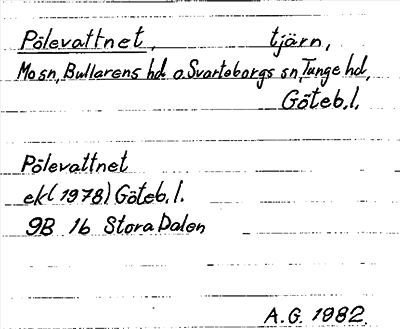 Pölevattnet, tjärn,
Mo sn, Bullarens hd o. Svarteborgs sn, Tunge hd,
Göteb. l.
Pölevattnet
ek (1978) Göteb. l.
9B 1b Stora Dalen
A.G. 1982.